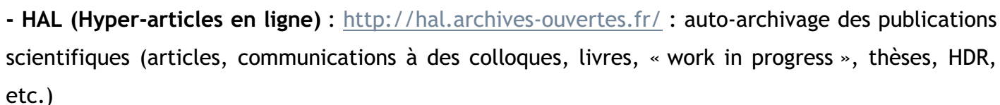 - HAL (Hyper-articles en ligne) : http://hal.archives-ouvertes.fr/ : auto-archivage des publications
scientifiques (articles, communications à des colloques, livres, « work in progress », thèses, HDR,
etc.)